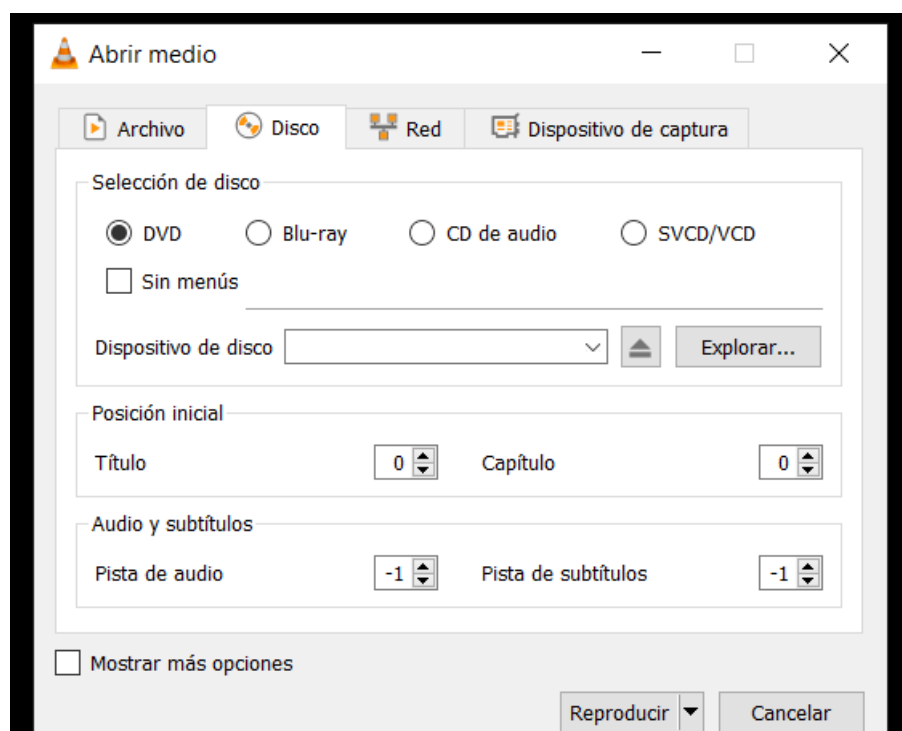 Abrir medio
Archivo Disco Red Dispositivo de captura
Selección de disco
DVD Blu-ray CD de audio SVCD/VCD
Sin menús
Dispositivo de disco Explorar...
Posición inicial
Título 0 Capítulo 0
Audio y subtítulos
Pista de audio -1 Pista de subtítulos -1
Mostrar más opciones
Reproducir Cancelar